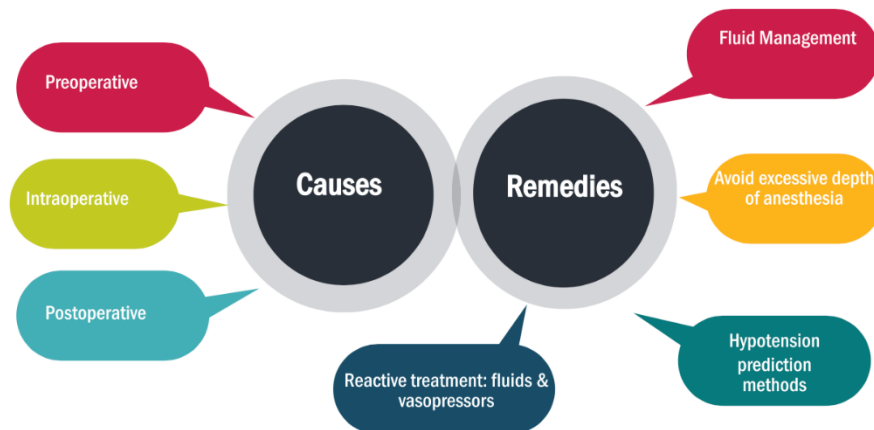 Preoperative
Intraoperative
Postoperative
Causes
Remedies
Fluid Management
Avoid excessive depth
of anesthesia
Hypotension
prediction
methods
Reactive treatment: fluids &
vasopressors